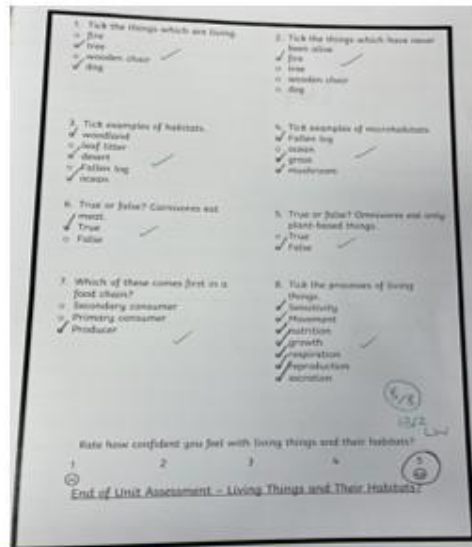 1. Tick the things which are living.
fire
tree
wooden chair
dog
2. Tick the things which have never
been alive
fire
tree
wooden chair
dog
3. Tick examples of habitats.
woodland
leaf litter
desert
Fallen log
ocean
4. Tick examples of microhabitats
Fallen log
ocean
grass
mushroom
6. True or false? Carnivores eat
meat.
True
False
5. True or false? Omnivores eat only
plant-based things.
True
False
7. Which of these comes first in a
food chain?
Secondary consumer
Primary consumer
Producer
8. Tick the processes of living
things.
Sensitivity
Movement
nutrition
growth
respiration
reproduction
excretion
8/8
Rate how confident you feel with living things and their habitats?
1 2 3 4 5
End of Unit Assessment – Living Things and Their Habitats?